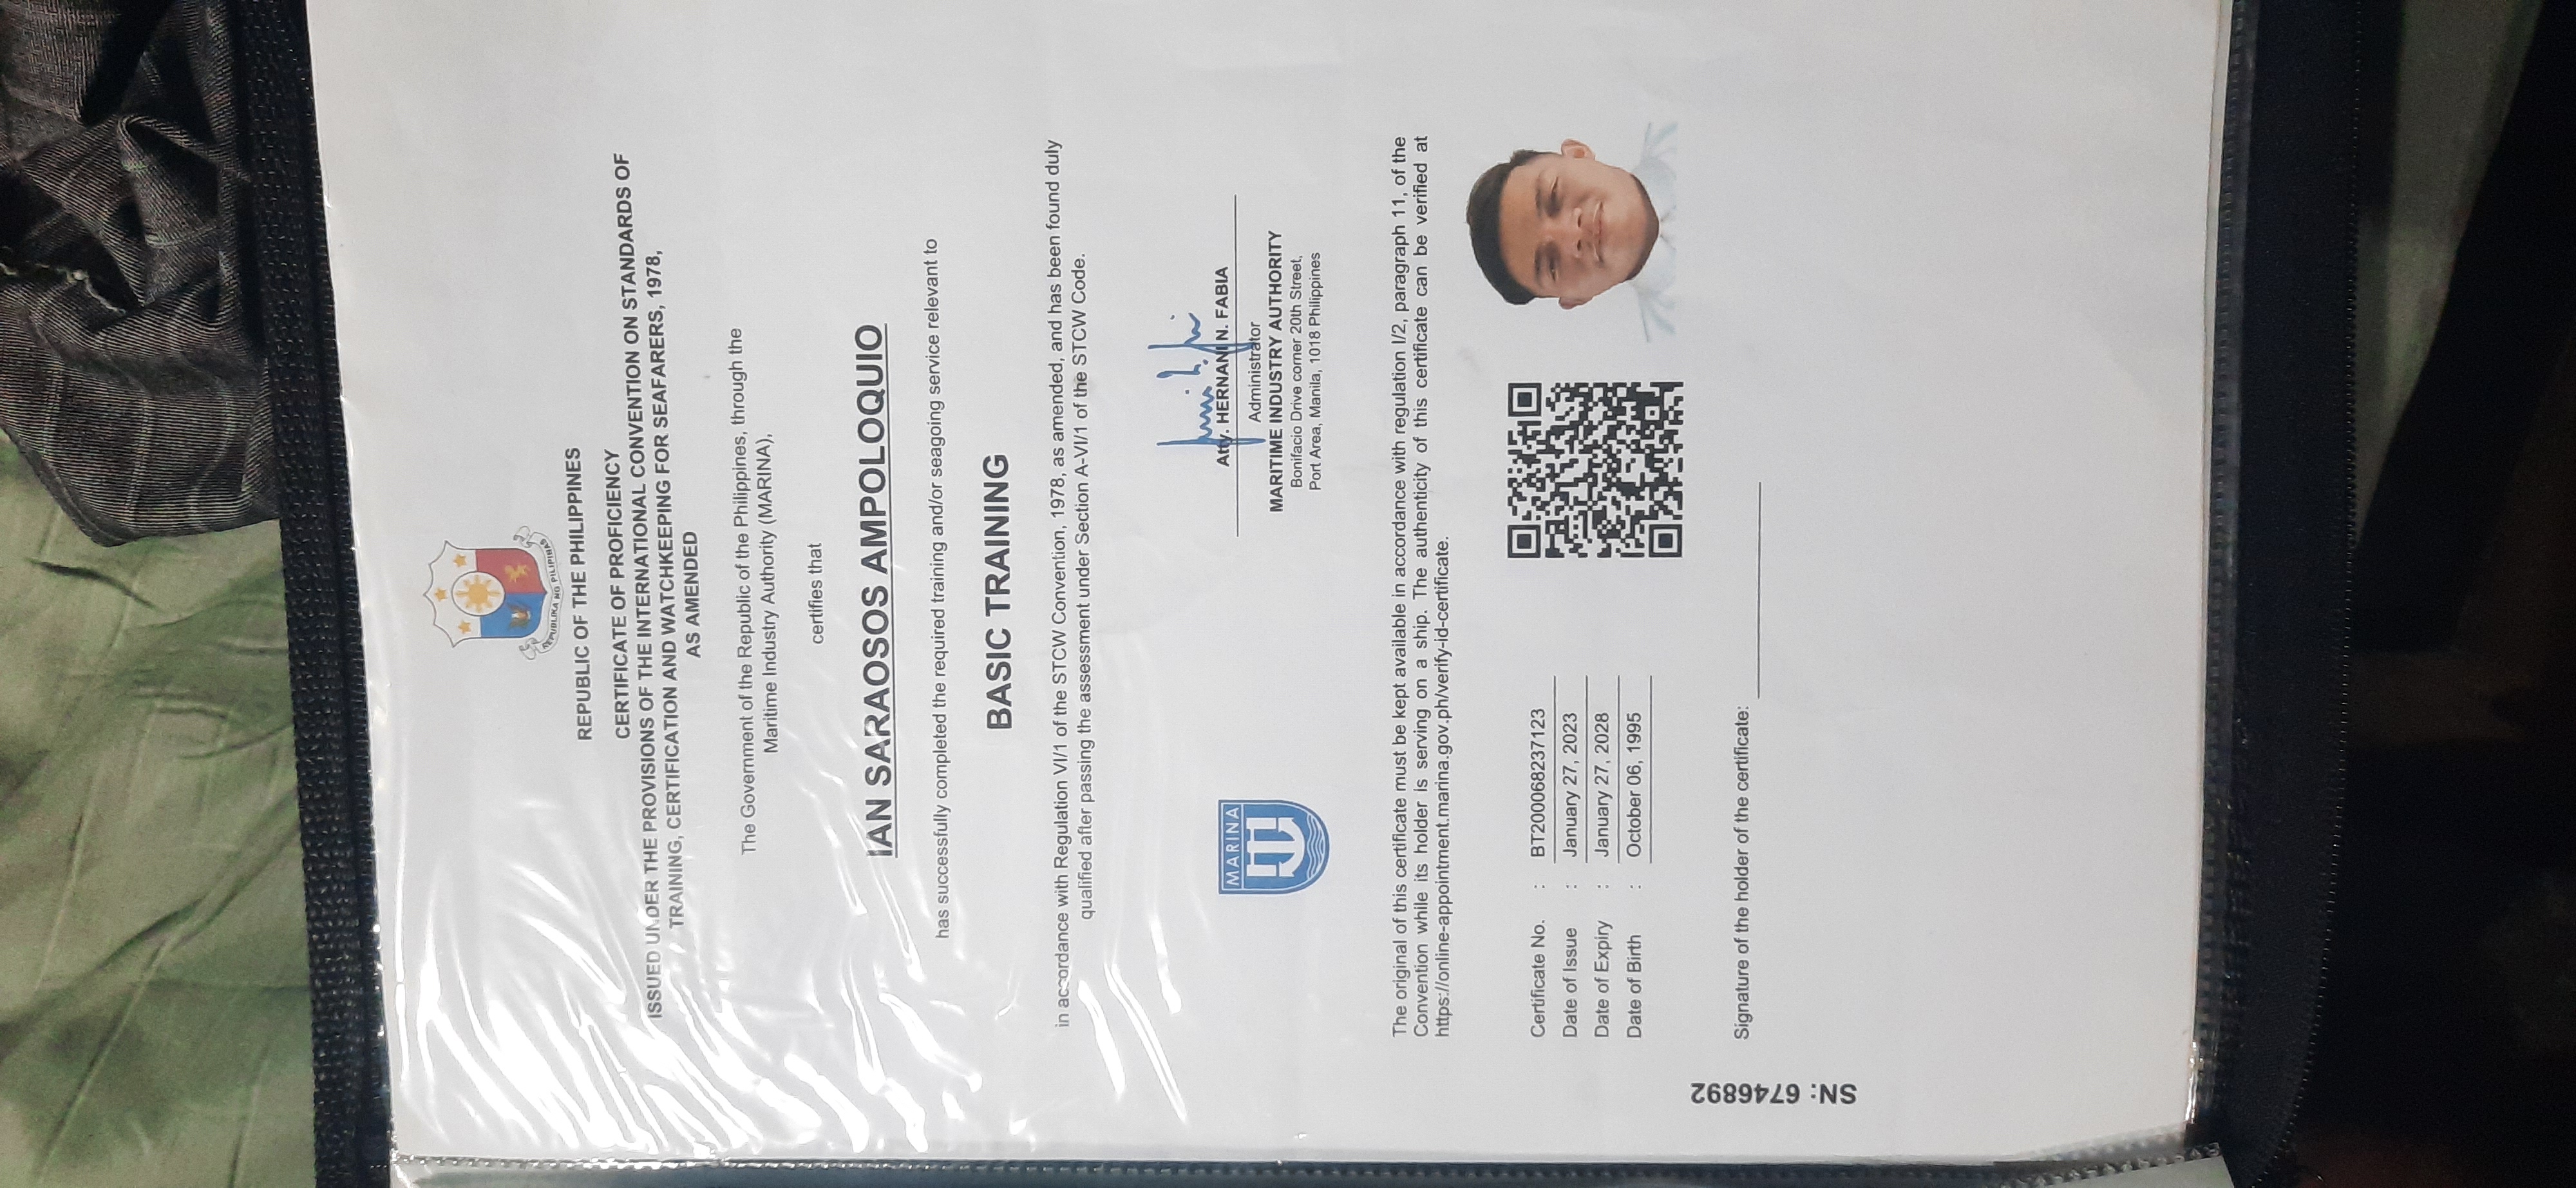 REPUBLIKA NG PILIPINAS
REPUBLIC OF THE PHILIPPINES
CERTIFICATE OF PROFICIENCY
ISSUED UNDER THE PROVISIONS OF THE INTERNATIONAL CONVENTION ON STANDARDS OF
TRAINING, CERTIFICATION AND WATCHKEEPING FOR SEAFARERS, 1978,
AS AMENDED
The Government of the Republic of the Philippines, through the
Maritime Industry Authority (MARINA),
certifies that
IAN SARAOSOS AMPOLOQUIO
has successfully completed the required training and/or seagoing service relevant to
BASIC TRAINING
in accordance with Regulation VI/1 of the STCW Convention, 1978, as amended, and has been found duly
qualified after passing the assessment under Section A-VI/1 of the STCW Code.
MARINA
Atty. HERNANI N. FABIA
Administrator
MARITIME INDUSTRY AUTHORITY
Bonifacio Drive corner 20th Street,
Port Area, Manila, 1018 Philippines
The original of this certificate must be kept available in accordance with regulation I/2, paragraph 11, of the
Convention while its holder is serving on a ship. The authenticity of this certificate can be verified at
https://online-appointment.marina.gov.ph/verify-id-certificate.
Certificate No. : BT200068237123
Date of Issue : January 27, 2023
Date of Expiry : January 27, 2028
Date of Birth : October 06, 1995
Signature of the holder of the certificate:
SN: 6746892